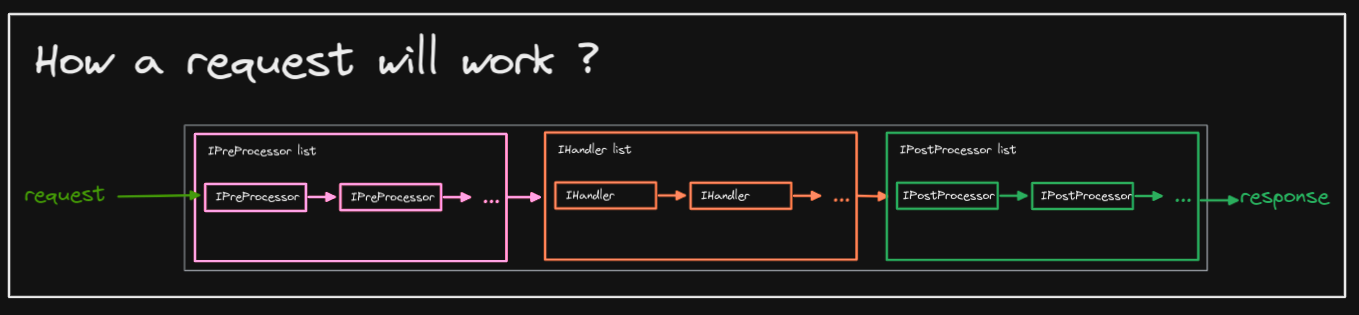 How a request will work ?
IPreProcessor list
IHandler list
IPostProcessor list
request
IPreProcessor
IPreProcessor
...
IHandler
IHandler
...
IPostProcessor
IPostProcessor
...
response